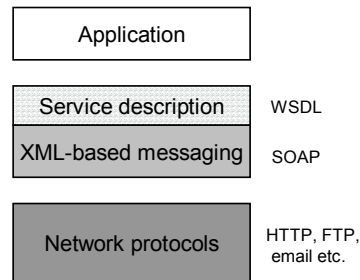 Application
Service description WSDL
XML-based messaging SOAP
Network protocols HTTP, FTP,
email etc.